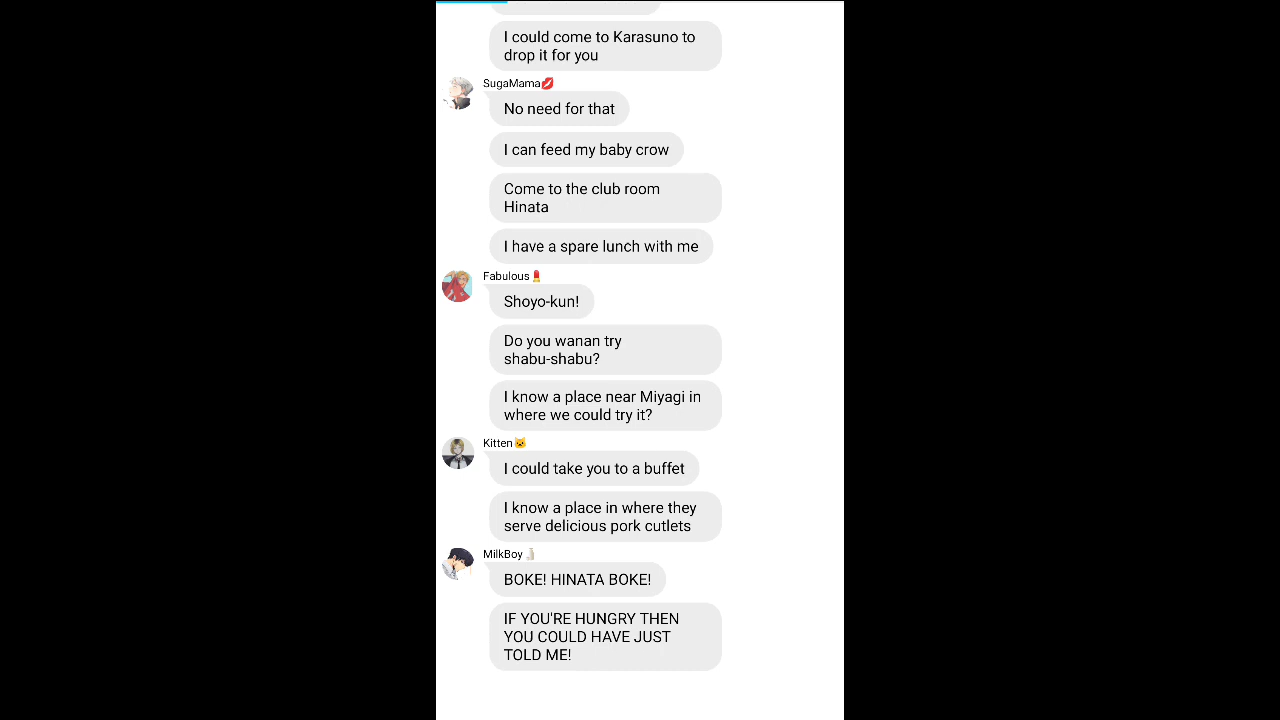 I could come to Karasuno to
drop it for you
SugaMama💋
No need for that
I can feed my baby crow
Come to the club room
Hinata
I have a spare lunch with me
Fabulous💄
Shoyo-kun!
Do you wanan try
shabu-shabu?
I know a place near Miyagi in
where we could try it?
Kitten🐱
I could take you to a buffet
I know a place in where they
serve delicious pork cutlets
MilkBoy🍶
BOKE! HINATA BOKE!
IF YOU'RE HUNGRY THEN
YOU COULD HAVE JUST
TOLD ME!